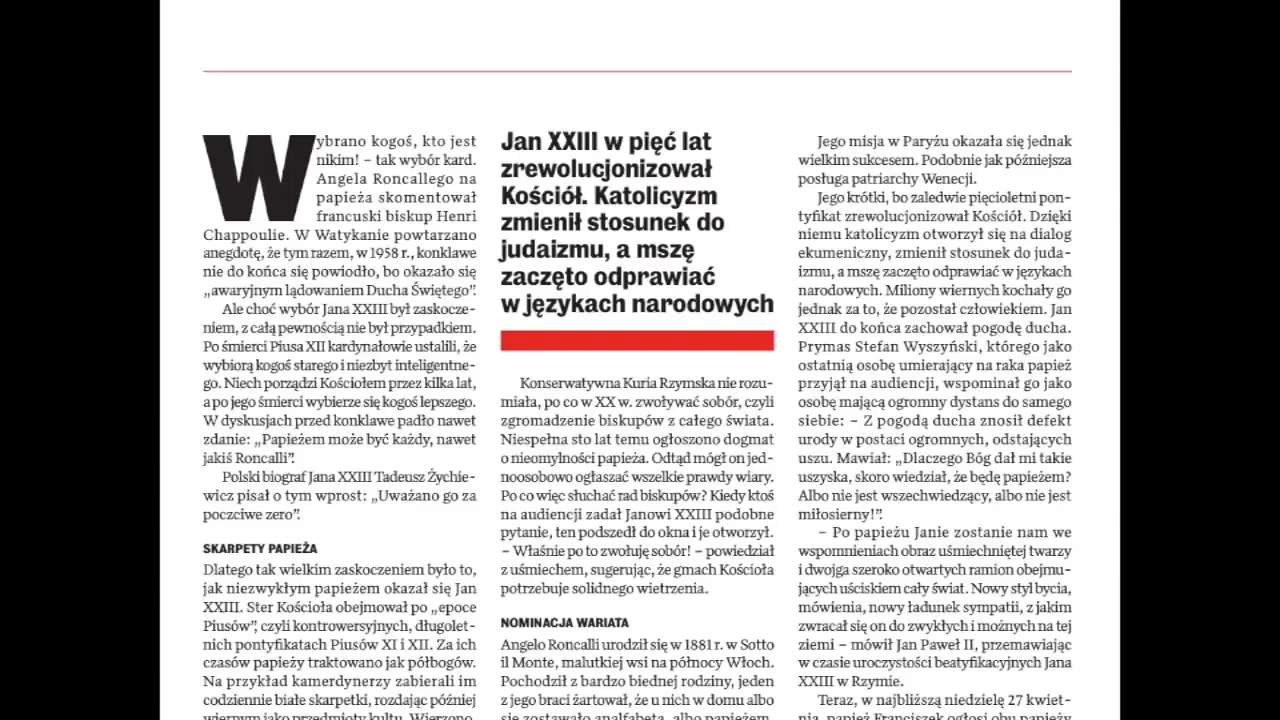 Wybrano kogoś, kto jest
nikim! – tak wybór kard.
Angela Roncallego na
papieża skomentował
francuski biskup Henri
Chappoulie. W Watykanie powtarzano
anegdotę, że tym razem, w 1958 r., konklawe
nie do końca się powiodło, bo okazało się
„awaryjnym lądowaniem Ducha Świętego”.
Ale choć wybór Jana XXIII był zaskocze-
niem, z całą pewnością nie był przypadkiem.
Po śmierci Piusa XII kardynałowie ustalili, że
wybiorą kogoś starego i niezbyt inteligentne-
go. Niech porządzi Kościołem przez kilka lat,
a po jego śmierci wybierze się kogoś lepszego.
W dyskusjach przed konklawe padło nawet
zdanie: „Papieżem może być każdy, nawet
jakiś Roncalli”.
Polski biograf Jana XXIII Tadeusz Żychie-
wicz pisał o tym wprost: „Uważano go za
poczciwe zero”.
SKARPETY PAPIEŻA
Dlatego tak wielkim zaskoczeniem było to,
jak niezwykłym papieżem okazał się Jan
XXIII. Ster Kościoła obejmował po „epoce
Piusów”, czyli kontrowersyjnych, długolet-
nich pontyfikatach Piusów XI i XII. Za ich
czasów papieży traktowano jak półbogów.
Na przykład kamerdynerzy zabierali im
codziennie białe skarpetki, rozdając później
wiernym jako przedmioty kultu. Wierzono,
Jan XXIII w pięć lat
zrewolucjonizował
Kościół. Katolicyzm
zmienił stosunek do
judaizmu, a mszę
zaczęto odprawiać
w językach narodowych
Konserwatywna Kuria Rzymska nie rozu-
miała, po co w XX w. zwoływać sobór, czyli
zgromadzenie biskupów z całego świata.
Niespełna sto lat temu ogłoszono dogmat
o nieomylności papieża. Odtąd mógł on jed-
noosobowo ogłaszać wszelkie prawdy wiary.
Po co więc słuchać rad biskupów? Kiedy ktoś
na audiencji zadał Janowi XXIII podobne
pytanie, ten podszedł do okna i je otworzył.
– Właśnie po to zwołuję sobór! – powiedział
z uśmiechem, sugerując, że gmach Kościoła
potrzebuje solidnego wietrzenia.
NOMINACJA WARIATA
Angelo Roncalli urodził się w 1881 r. w Sotto
il Monte, malutkiej wsi na północy Włoch.
Pochodził z bardzo biednej rodziny, jeden
z jego braci żartował, że u nich w domu albo
się zostawało analfabetą, albo papieżem.
Jego misja w Paryżu okazała się jednak
wielkim sukcesem. Podobnie jak późniejsza
posługa patriarchy Wenecji.
Jego krótki, bo zaledwie pięcioletni pon-
tyfikat zrewolucjonizował Kościół. Dzięki
niemu katolicyzm otworzył się na dialog
ekumeniczny, zmienił stosunek do juda-
izmu, a mszę zaczęto odprawiać w językach
narodowych. Miliony wiernych kochały go
jednak za to, że pozostał człowiekiem. Jan
XXIII do końca zachował pogodę ducha.
Prymas Stefan Wyszyński, którego jako
ostatnią osobę umierający na raka papież
przyjął na audiencji, wspominał go jako
osobę mającą ogromny dystans do samego
siebie: – Z pogodą ducha znosił defekt
urody w postaci ogromnych, odstających
uszu. Mawiał: „Dlaczego Bóg dał mi takie
uszyska, skoro wiedział, że będę papieżem?
Albo nie jest wszechwiedzący, albo nie jest
miłosierny!”.
– Po papieżu Janie zostanie nam we
wspomnieniach obraz uśmiechniętej twarzy
i dwojga szeroko otwartych ramion obejmu-
jących uściskiem cały świat. Nowy styl bycia,
mówienia, nowy ładunek sympatii, z jakim
zwracał się on do zwykłych i możnych na tej
ziemi – mówił Jan Paweł II, przemawiając
w czasie uroczystości beatyfikacyjnych Jana
XXIII w Rzymie.
Teraz, w najbliższą niedzielę 27 kwiet-
nia, papież Franciszek ogłosi obu papieży